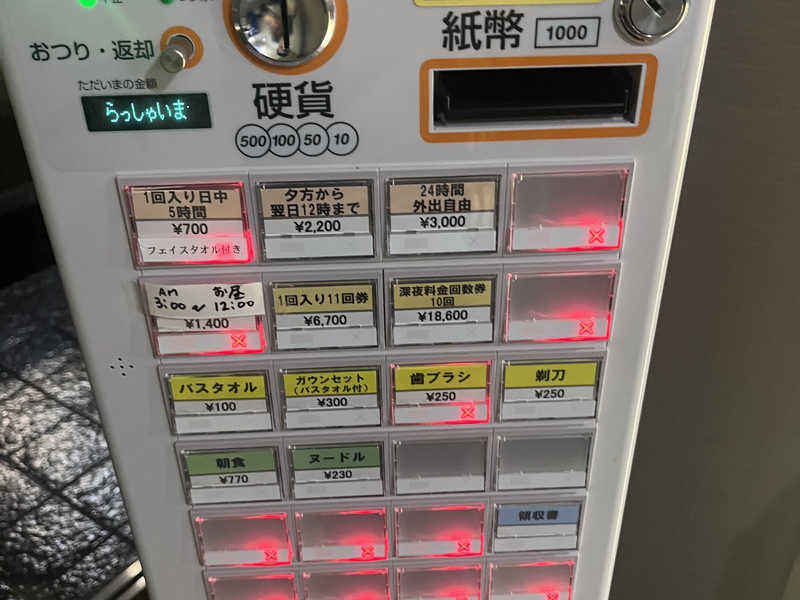 おつり・返却
ただいまの金額
らっしゃいま
硬貨
500 100 50 10
紙幣 1000
1回入り日中
5時間
¥700
フェイスタオル付き
夕方から
翌日12時まで
¥2,200
24時間
外出自由
¥3,000
AM お昼
3:00~12:00
¥1,400
1回入り11回券
¥6,700
深夜料金回数券
10回
¥18,600
バスタオル
¥100
ガウンセット
(バスタオル付)
¥300
歯ブラシ
¥250
剃刀
¥250
朝食
¥770
ヌードル
¥230
領収書